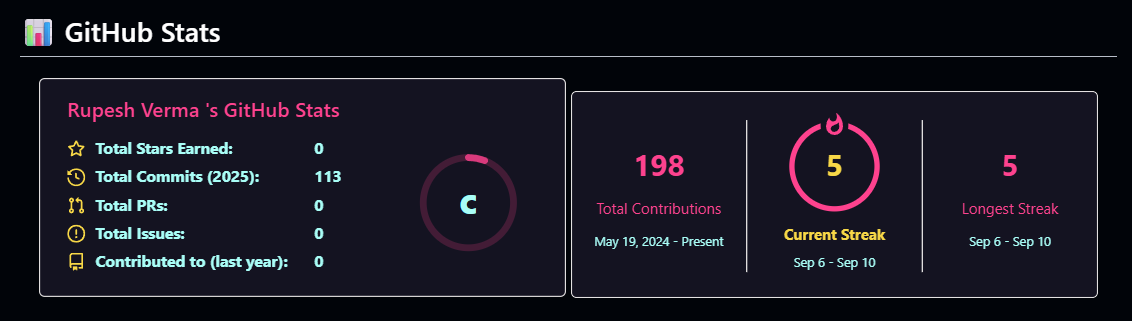 GitHub Stats
Rupesh Verma 's GitHub Stats
Total Stars Earned: 0
Total Commits (2025): 113
Total PRs: 0
Total Issues: 0
Contributed to (last year): 0
C
198
Total Contributions
May 19, 2024 - Present
5
Current Streak
Sep 6 - Sep 10
5
Longest Streak
Sep 6 - Sep 10